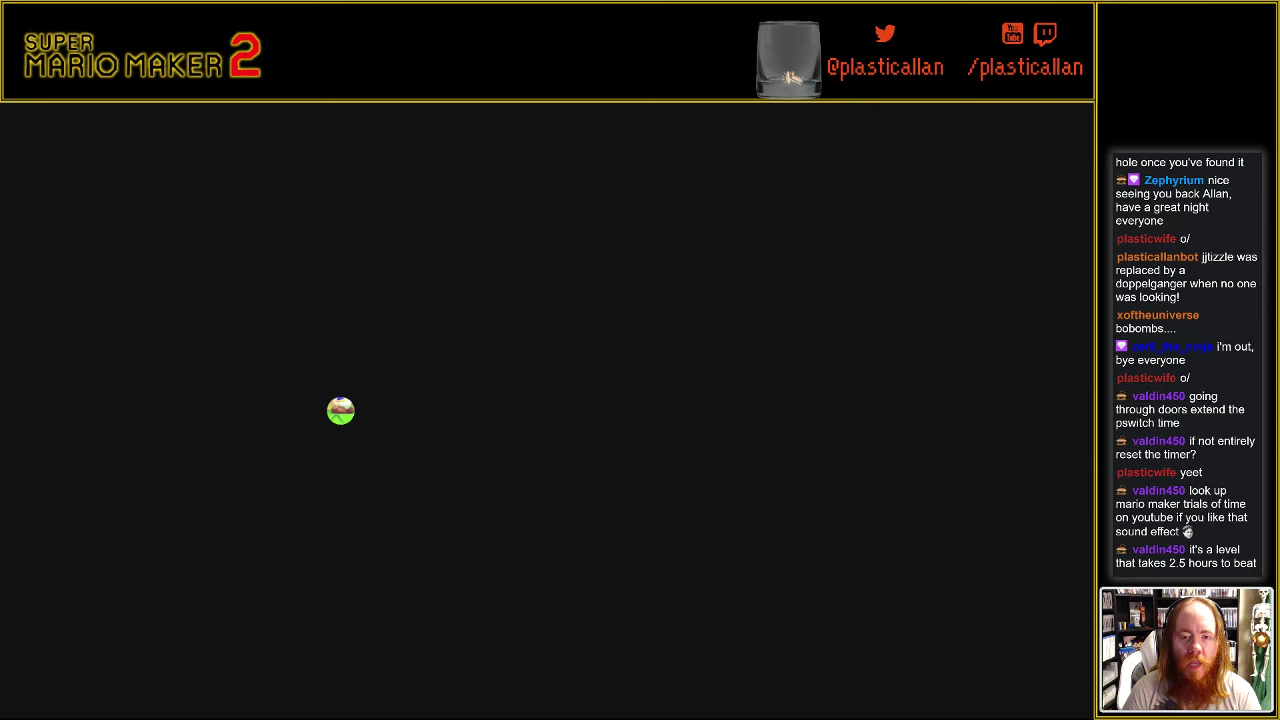 SUPER
MARIO MAKER 2
@plasticallan
You
Tube
/plasticallan
hole once you've found it
Zephyrium nice
seeing you back Allan,
have a great night
everyone
plasticwife o/
plasticallanbot jjtizzle was
replaced by a
doppelganger when no one
was looking!
xoftheuniverse
bobombs....
i'm out,
bye everyone
plasticwife o/
valdin450 going
through doors extend the
pswitch time
valdin450 if not entirely
reset the timer?
plasticwife yeet
valdin450 look up
mario maker trials of time
on youtube if you like that
sound effect
valdin450 it's a level
that takes 2.5 hours to beat